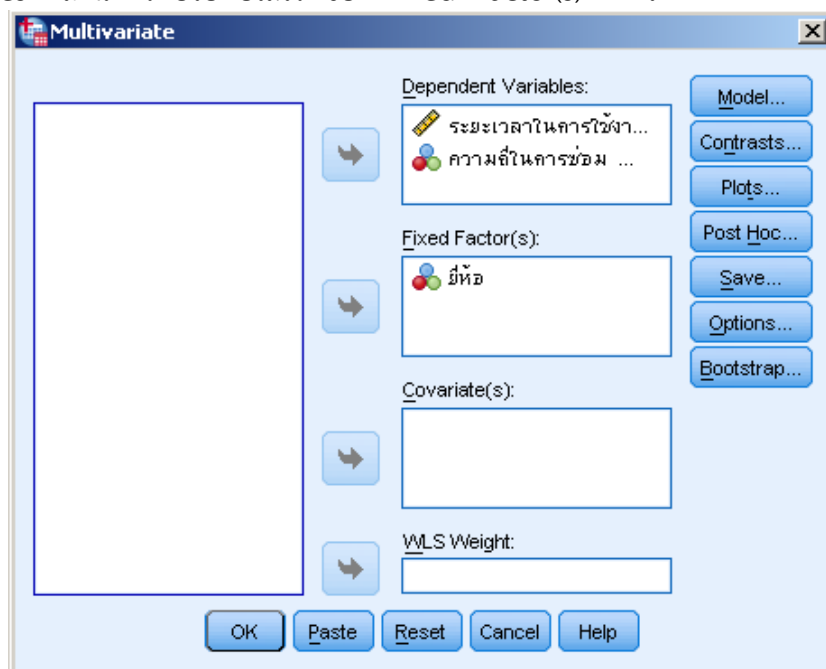 Multivariate
Dependent Variables:
ระยะเวลาในการใช้งา...
ความถี่ในการซ่อม ...
Fixed Factor(s):
ยี่ห้อ
Covariate(s):
WLS Weight:
Model...
Contrasts...
Plots...
Post Hoc...
Save...
Options...
Bootstrap...
OK
Paste
Reset
Cancel
Help